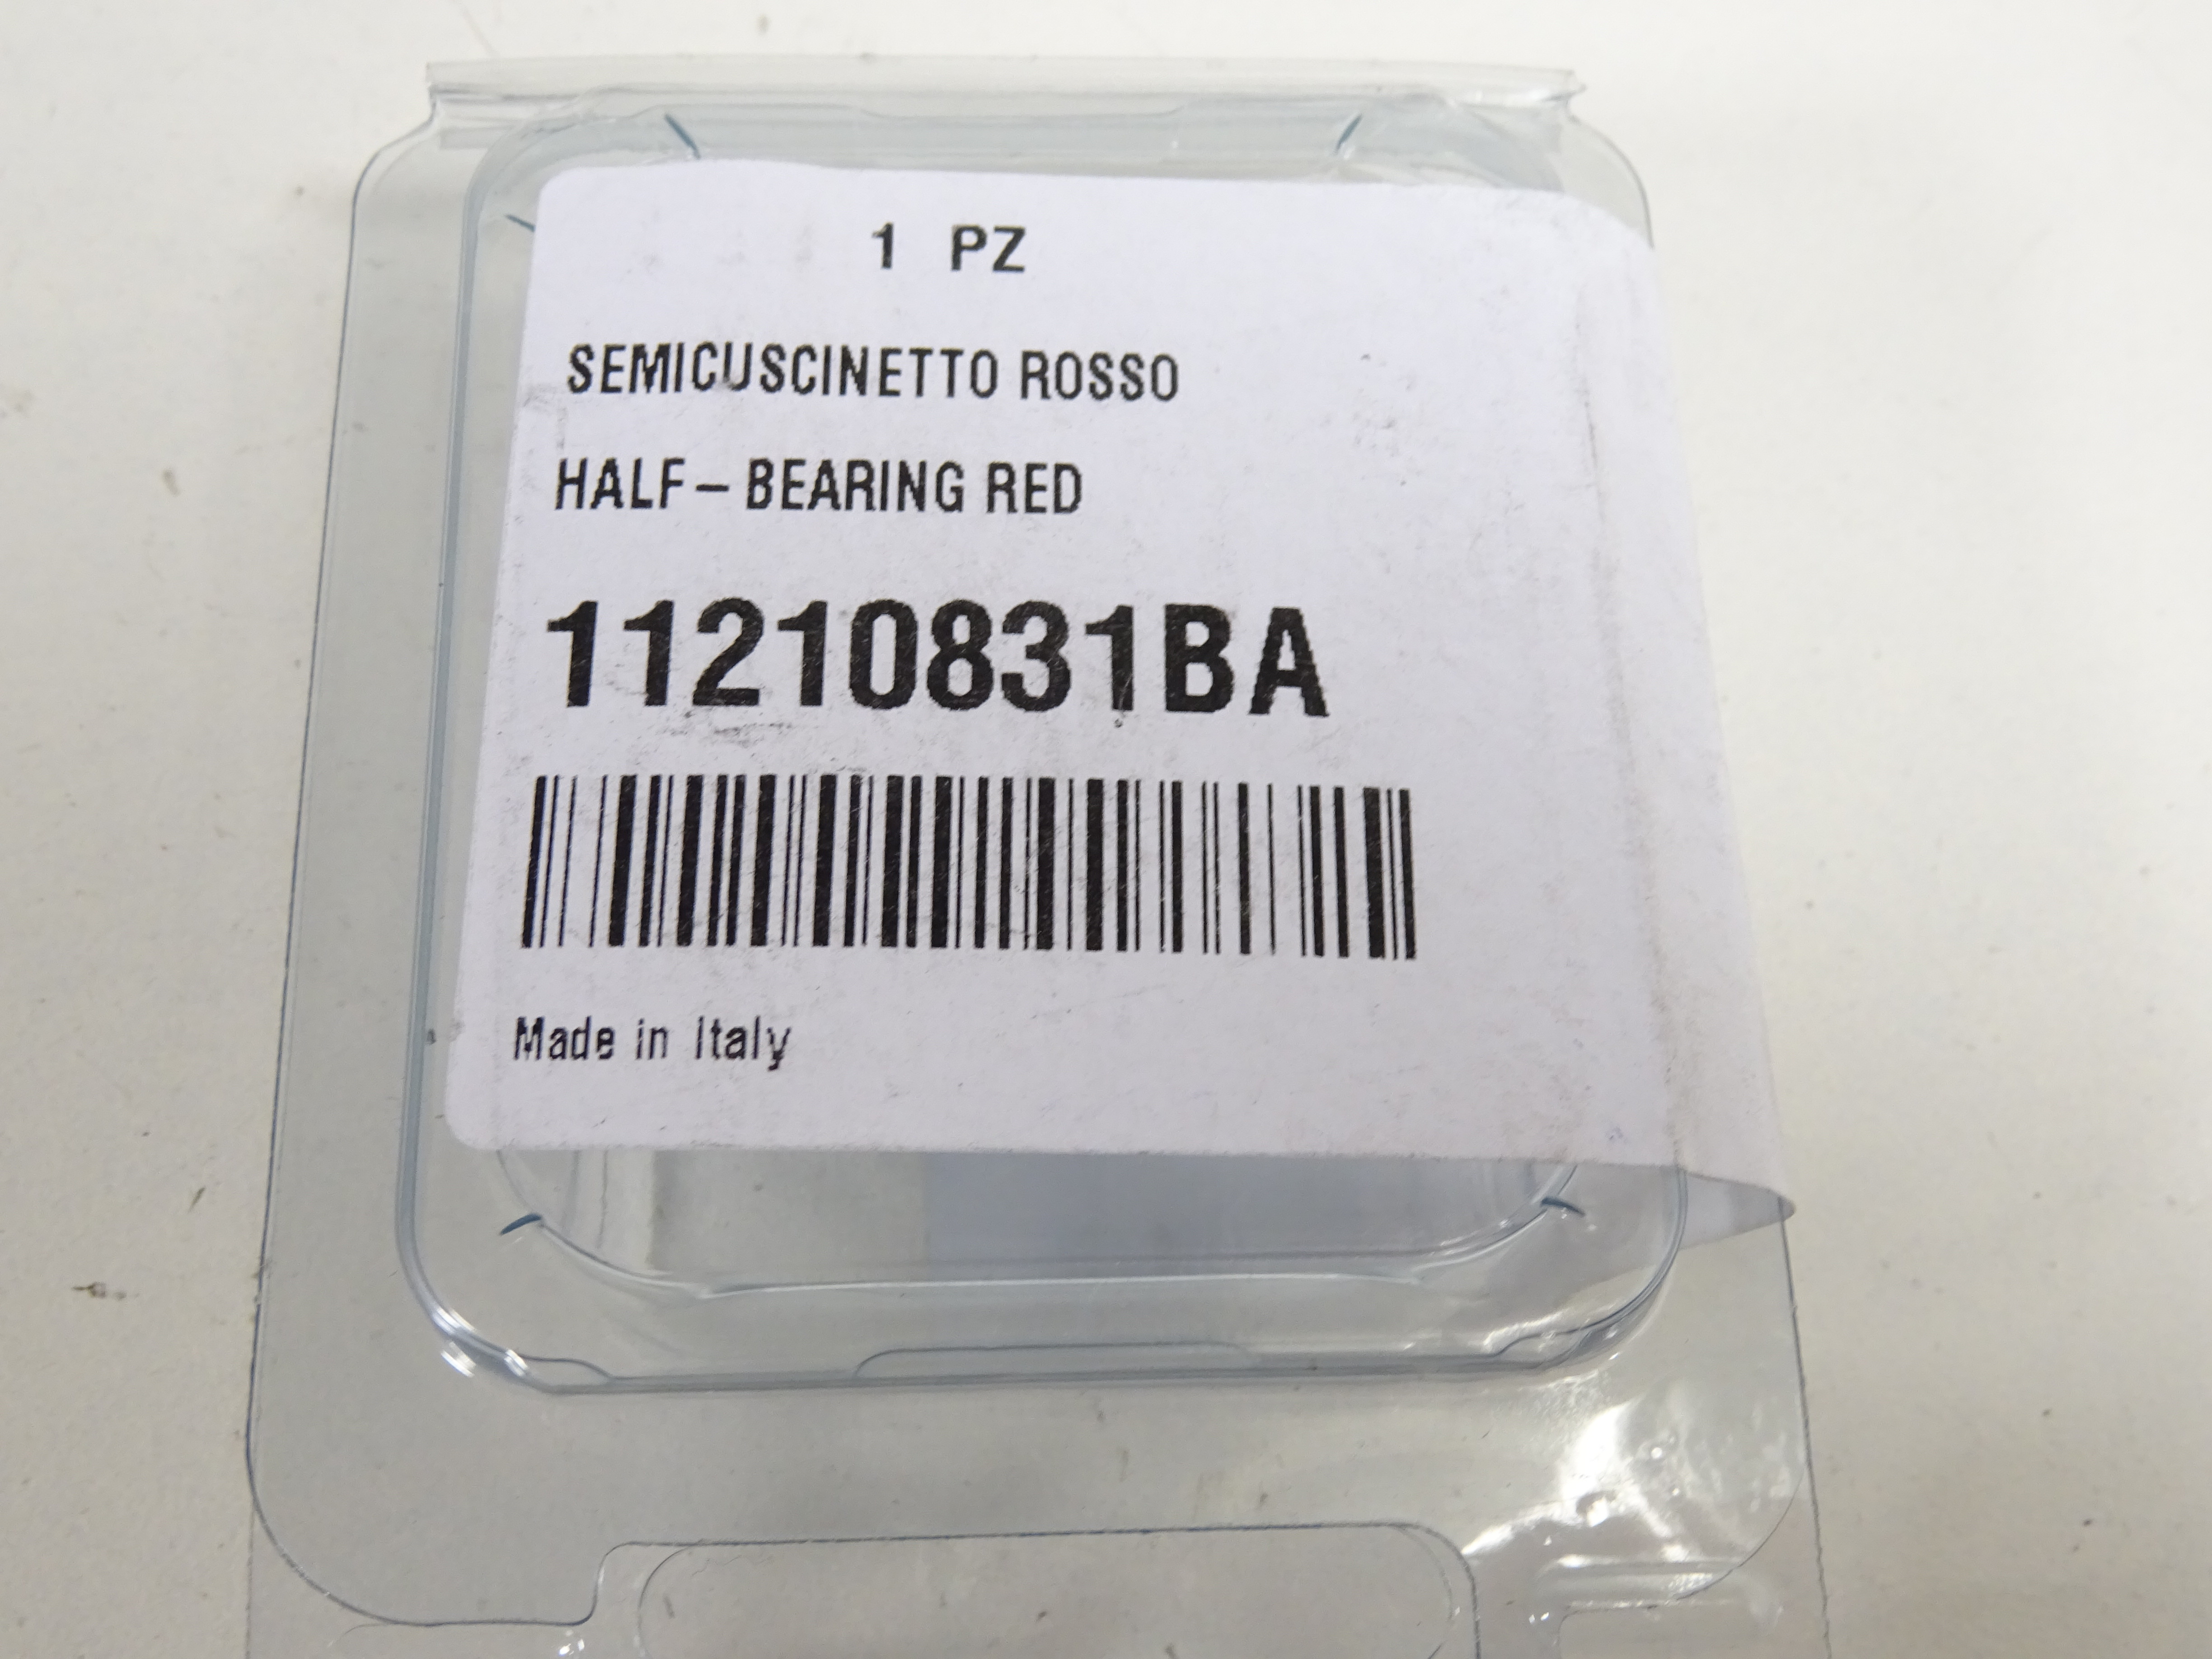 1 PZ
SEMICUSCINETTO ROSSO
HALF-BEARING RED
11210831BA
Made in Italy